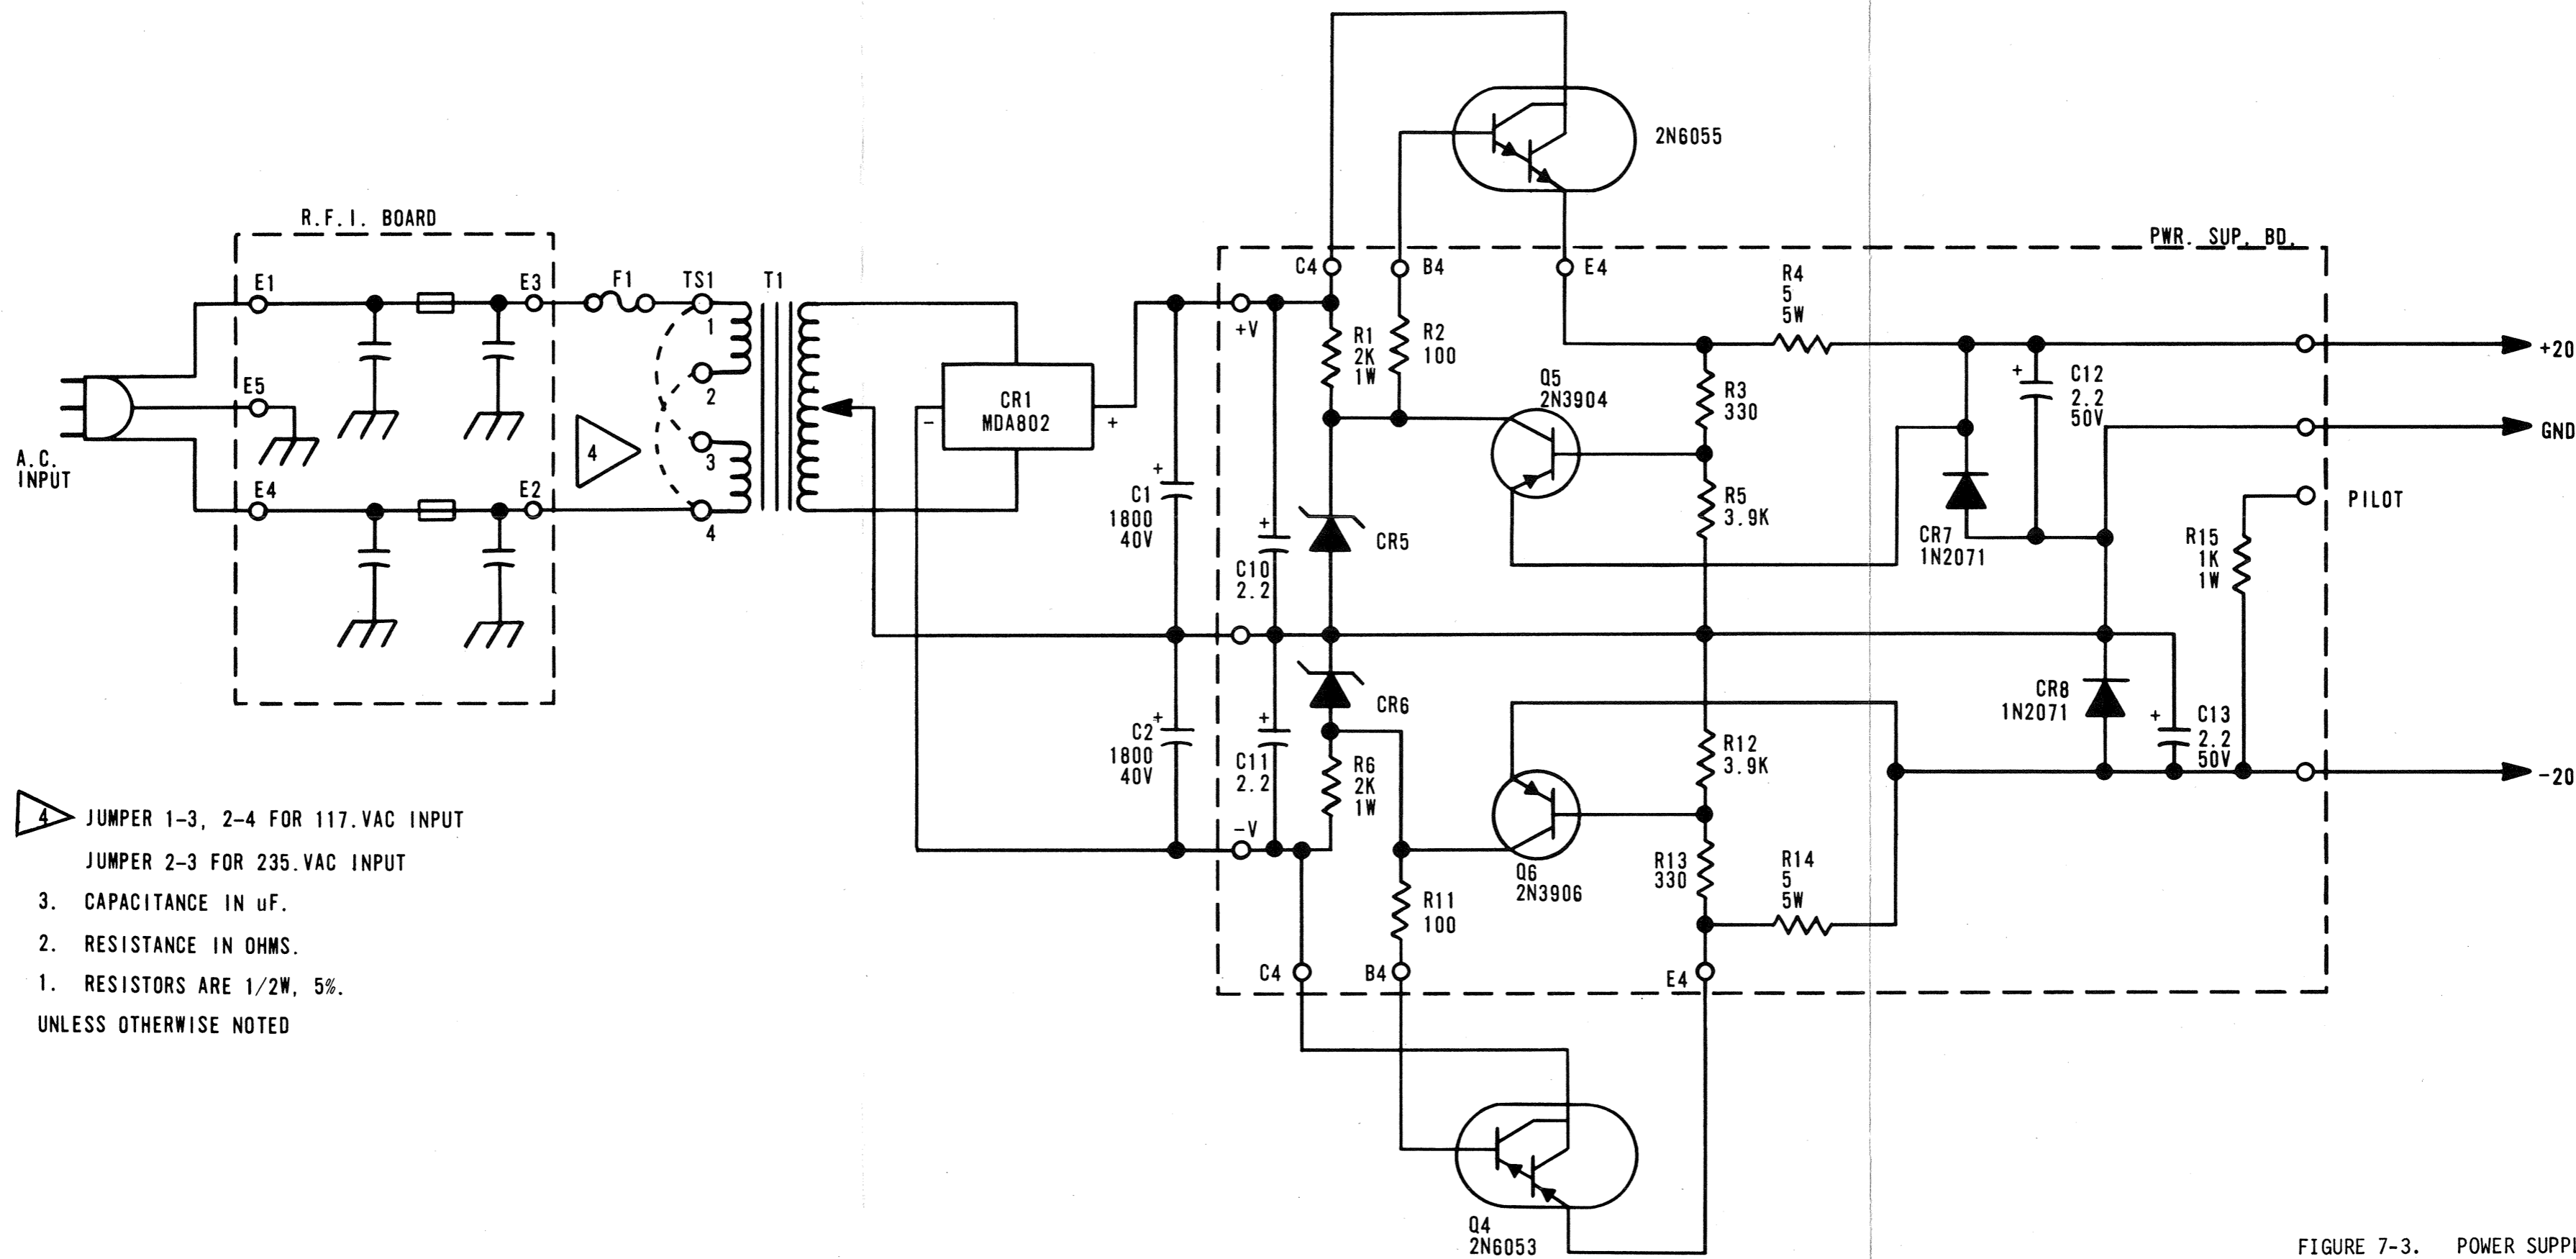 R.F.I. BOARD
E1
E3
F1
TS1
T1
1
2
3
4
E5
E4
E2
A.C.
INPUT
4
CR1
MDA802
-
+
+
C1
1800
40V
+
C2
1800
40V
PWR. SUP. BD.
2N6055
C4
B4
E4
+V
R1
2K
1W
R2
100
R4
5
5W
Q5
2N3904
R3
330
R5
3.9K
+
C10
2.2
CR5
+
C12
2.2
50V
CR7
1N2071
+20
GND
PILOT
R15
1K
1W
CR6
+
C11
2.2
R6
2K
1W
-V
R12
3.9K
CR8
1N2071
+
C13
2.2
50V
-20
Q6
2N3906
R13
330
R14
5
5W
R11
100
C4
B4
E4
Q4
2N6053
4 JUMPER 1-3, 2-4 FOR 117.VAC INPUT
JUMPER 2-3 FOR 235.VAC INPUT
3. CAPACITANCE IN uF.
2. RESISTANCE IN OHMS.
1. RESISTORS ARE 1/2W, 5%.
UNLESS OTHERWISE NOTED
FIGURE 7-3. POWER SUPPL